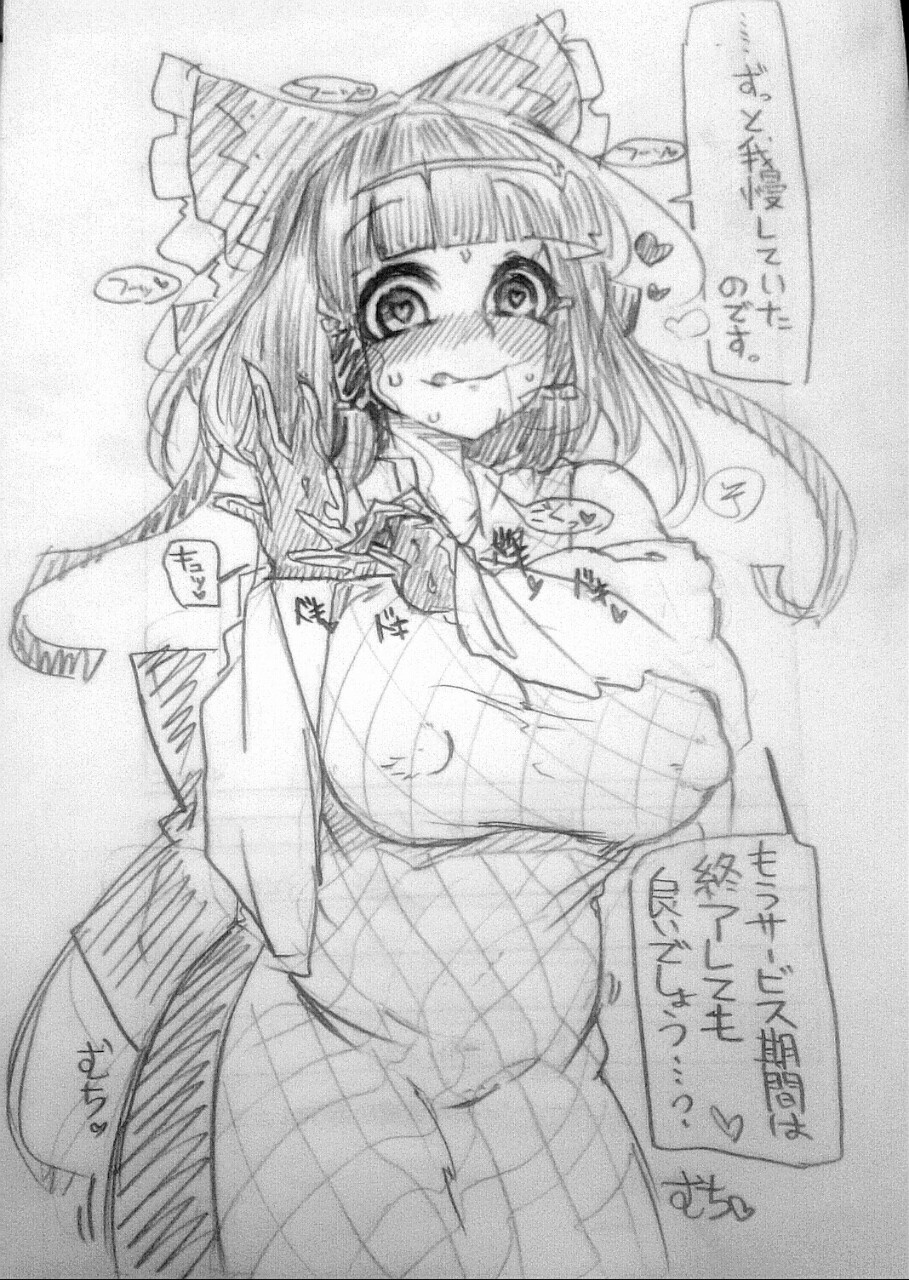 ……ずっと、我慢していた
のです。
フーッ
フーッ
フーッ
そ
ごくっ♥
キュッ♥
ドキ♥
ドキ♥
ドキ♥
ドキ
もうサービス期間は
終了しても
良いでしょう……？♡
むちっ♥
むち♥